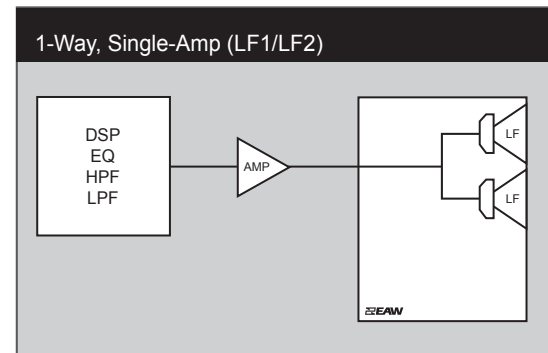 1-Way, Single-Amp (LF1/LF2)
DSP
EQ
HPF
LPF
AMP
LF
LF
EAW